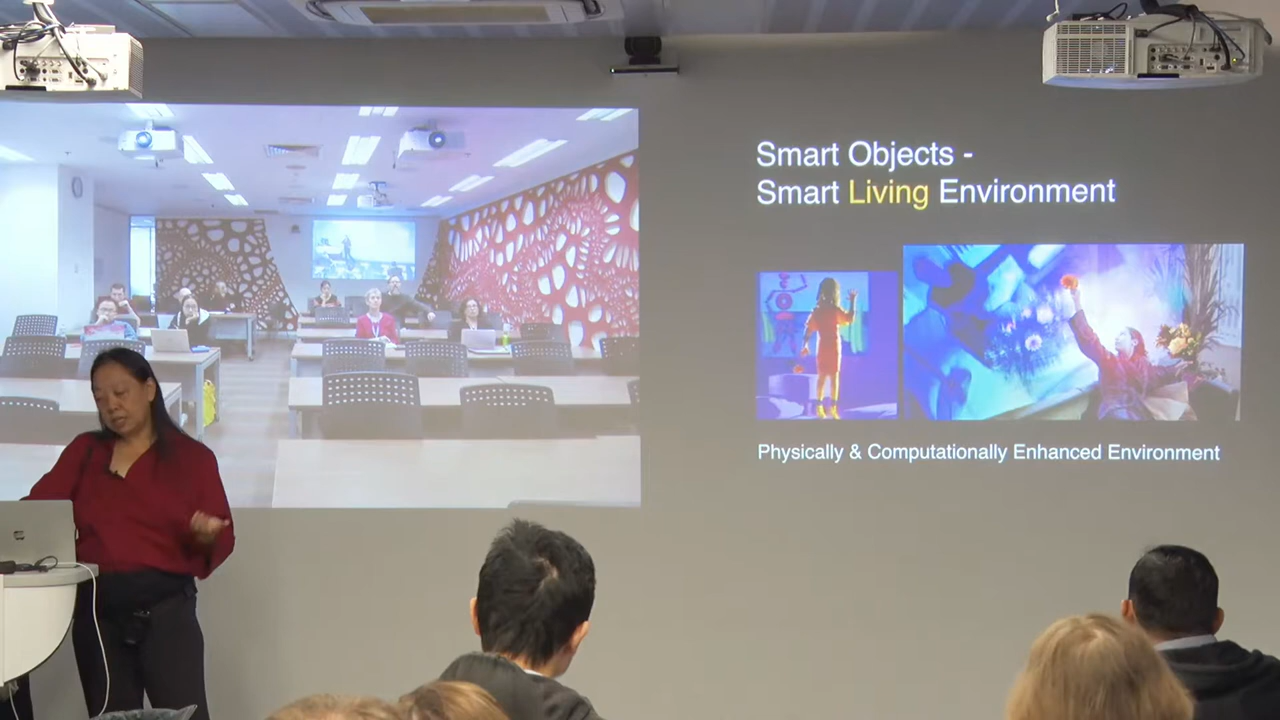 Smart Objects -
Smart Living Environment
Physically & Computationally Enhanced Environment